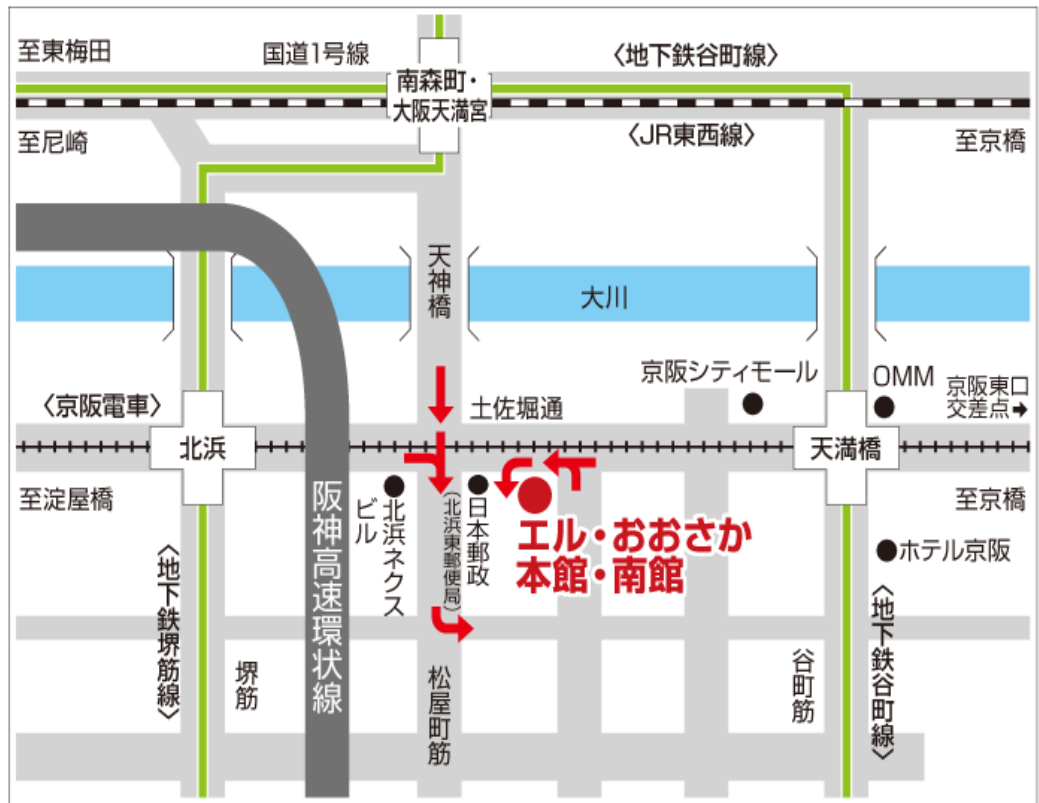 至東梅田
国道1号線
〈地下鉄谷町線〉
南森町・
大阪天満宮
至尼崎
〈JR東西線〉
至京橋
天神橋
大川
京阪シティモール
OMM
京阪東口
交差点➡
〈京阪電車〉
土佐堀通
北浜
天満橋
至淀屋橋
阪神高速環状線
北浜ネクス
ビル
(北浜東郵便局)
日本郵政
エル・おおさか
本館・南館
至京橋
ホテル京阪
〈地下鉄堺筋線〉
堺筋
松屋町筋
谷町筋
〈地下鉄谷町線〉